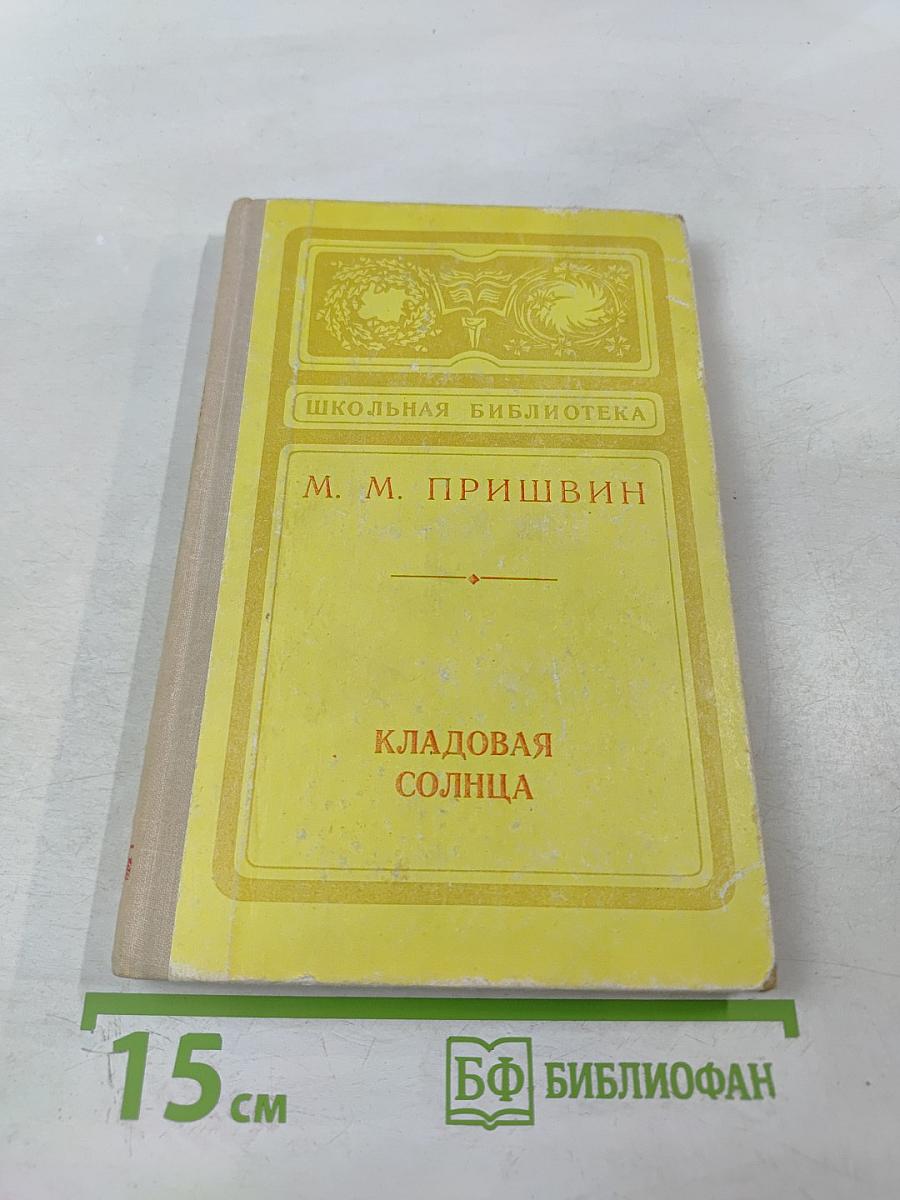 ШКОЛЬНАЯ БИБЛИОТЕКА
М. М. ПРИШВИН
КЛАДОВАЯ
СОЛНЦА
15 см
БФ БИБЛИОФАН